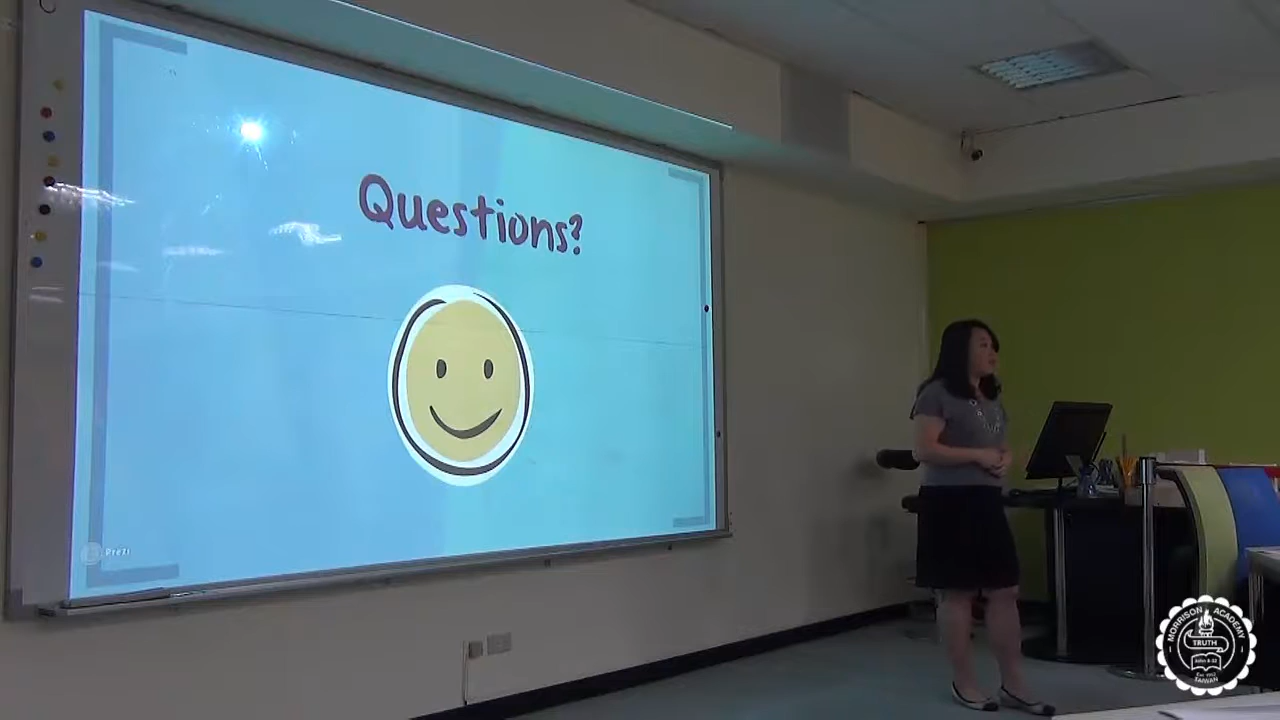 Questions?
Prezi
MORRISON ACADEMY
TRUTH
John 8:32
Est. 1952
TAIWAN